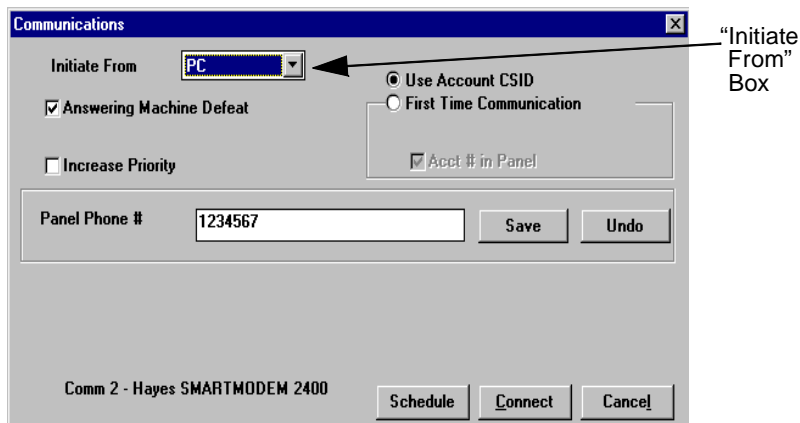 Communications
Initiate From PC
Use Account CSID
Answering Machine Defeat
First Time Communication
Increase Priority
Acct # in Panel
Panel Phone # 1234567 Save Undo
Comm 2 - Hayes SMARTMODEM 2400
Schedule Connect Cancel
“Initiate
From”
Box